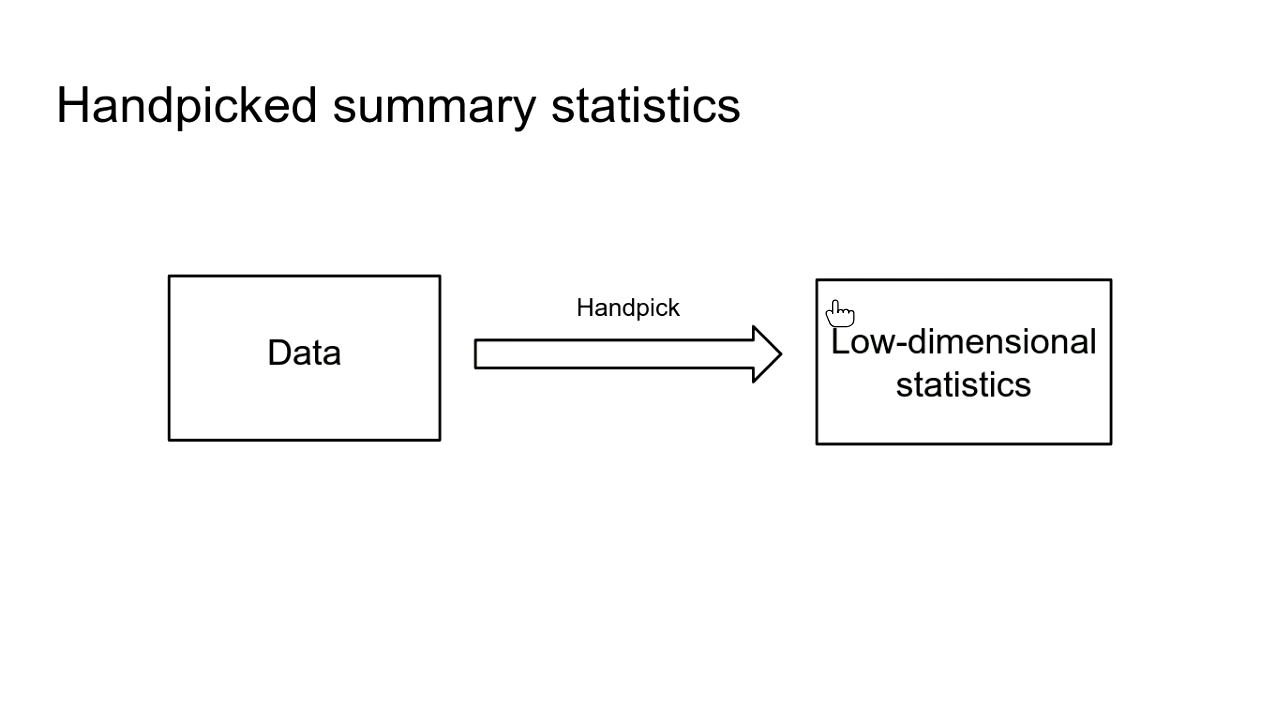 Handpicked summary statistics
Handpick
Data
Low-dimensional
statistics